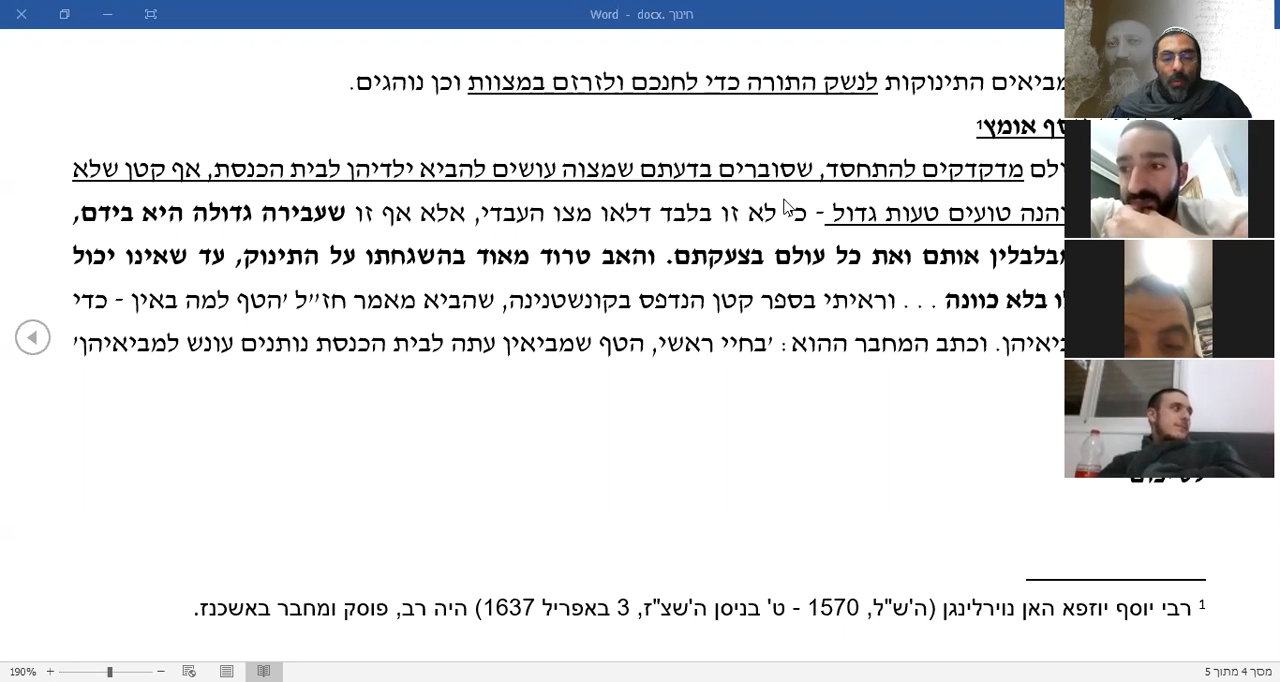 חינוך .docx - Word
מביאים התינוקות לנשק התורה כדי לחנכם ולזרזם במצוות וכן נוהגים.
אומץ1
מדקדקים להתחסד, שסוברים בדעתם שמצוה עושים להביא ילדיהן לבית הכנסת, אף קטן שלא
והנה טועים טעות גדול - כי לא זו בלבד דלאו מצו העבדי, אלא אף זו שעבירה גדולה היא בידם,
מבלבלין אותם ואת כל עולם בצעקתם. והאב טרוד מאוד בהשגחתו על התינוק, עד שאינו יכול
בלא כוונה . . . וראיתי בספר קטן הנדפס בקונשטנינה, שהביא מאמר חז״ל 'הטף למה באין - כדי
וכתב המחבר ההוא: 'בחיי ראשי, הטף שמביאין עתה לבית הכנסת נותנים עונש למביאיהן'
1 רבי יוסף יוזפא האן נוירלינגן (ה'ש"ל, 1570 - ט' בניסן ה'שצ"ז, 3 באפריל 1637) היה רב, פוסק ומחבר באשכנז.
מסך 4 מתוך 5
190%